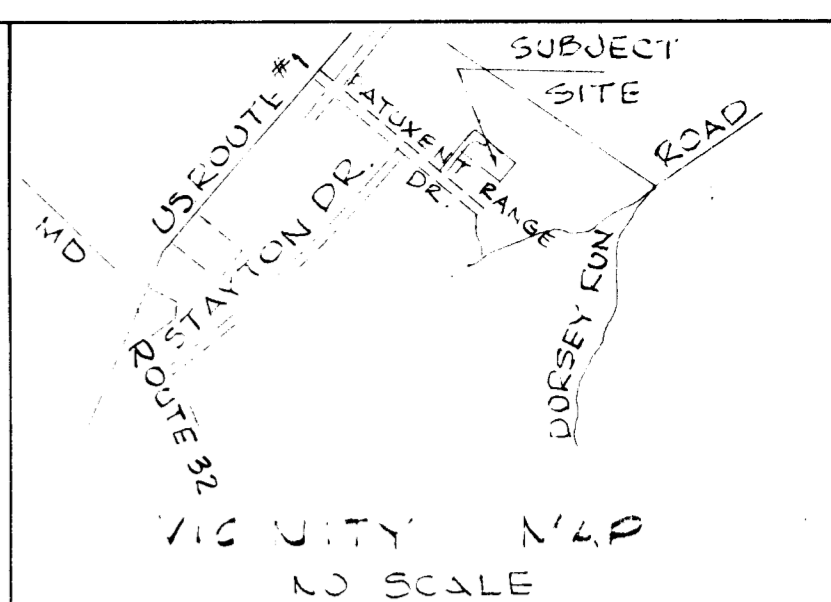 SUBJECT
SITE
US ROUTE #1
PATUXENT RANGE
DR.
ROAD
STAYTON DR.
MD
ROUTE 32
DORSEY RUN
VICINITY MAP
NO SCALE